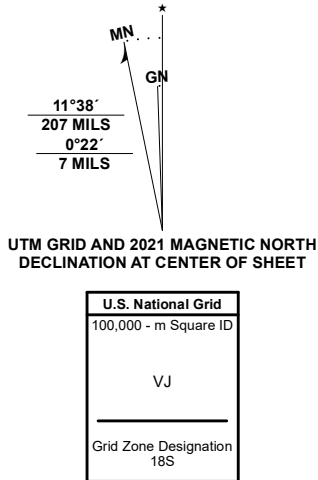 ★
MN
GN
11°38´
207 MILS
0°22´
7 MILS
UTM GRID AND 2021 MAGNETIC NORTH
DECLINATION AT CENTER OF SHEET
U.S. National Grid
100,000 - m Square ID
VJ
Grid Zone Designation
18S